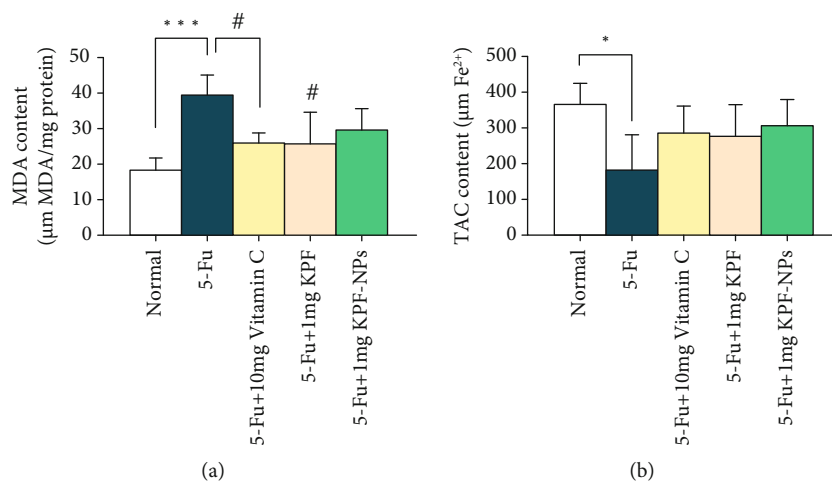 * * *
#
#
MDA content
(μm MDA/mg protein)
50
40
30
20
10
0
Normal
5-Fu
5-Fu+10mg Vitamin C
5-Fu+1mg KPF
5-Fu+1mg KPF-NPs
(a)
*
TAC content (μm Fe²⁺)
500
400
300
200
100
0
Normal
5-Fu
5-Fu+10mg Vitamin C
5-Fu+1mg KPF
5-Fu+1mg KPF-NPs
(b)